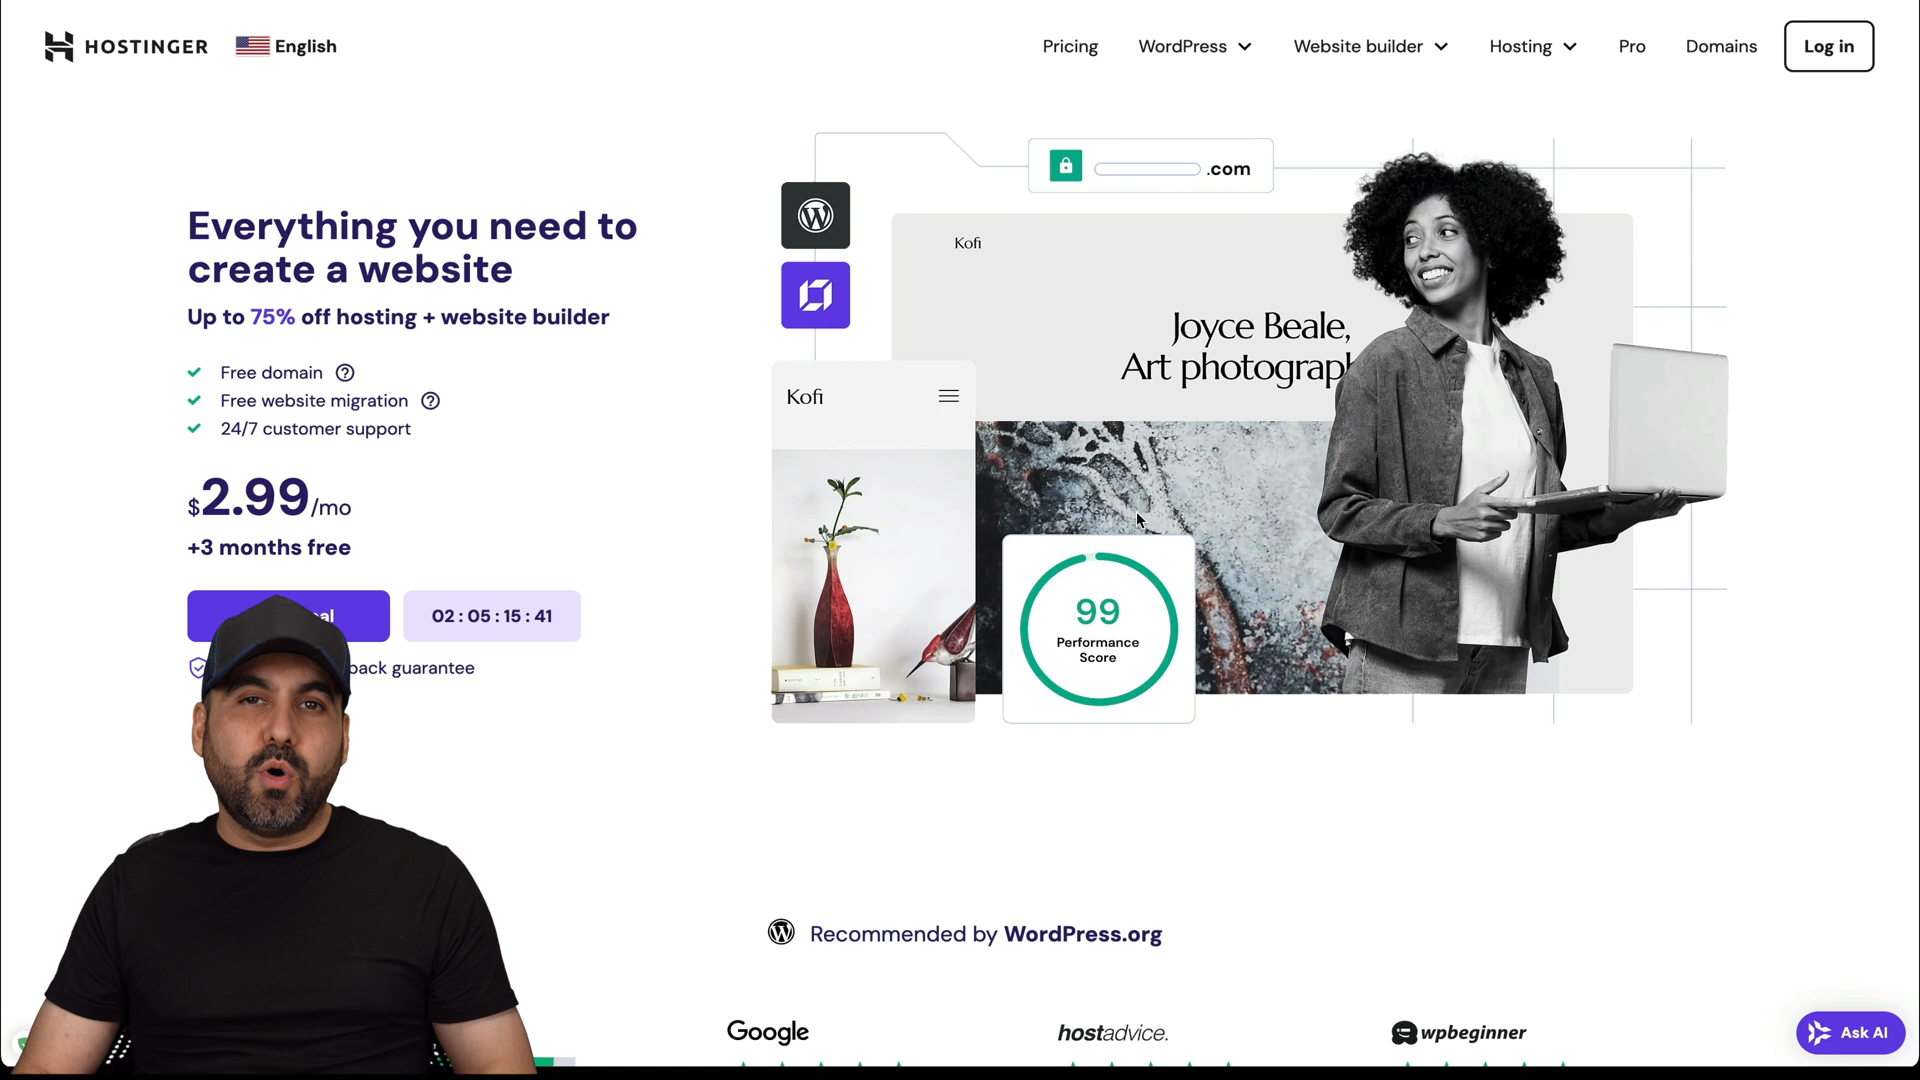 HOSTINGER
English
Pricing
WordPress
Website builder
Hosting
Pro
Domains
Log in
.com
Everything you need to
create a website
Up to 75% off hosting + website builder
Free domain
Free website migration
24/7 customer support
$2.99/mo
+3 months free
02 : 05 : 15 : 41
back guarantee
Kofi
Joyce Beale,
Art photograph
Kofi
99
Performance
Score
Recommended by WordPress.org
Google
hostadvice.
wpbeginner
Ask AI